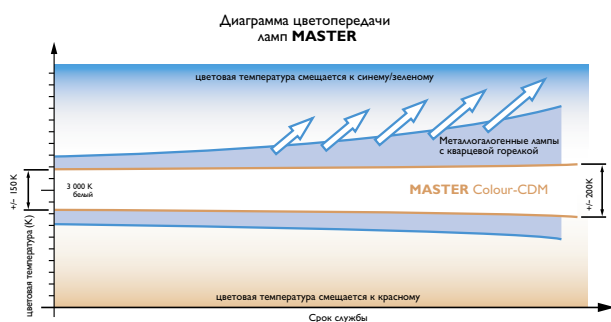 Диаграмма цветопередачи
ламп MASTER
цветовая температура смещается к синему/зеленому
Металлогалогенные лампы
с кварцевой горелкой
+/− 150 K
3 000 К
белый
MASTER Colour-CDM
+/− 200K
цветовая температура (К)
цветовая температура смещается к красному
Срок службы